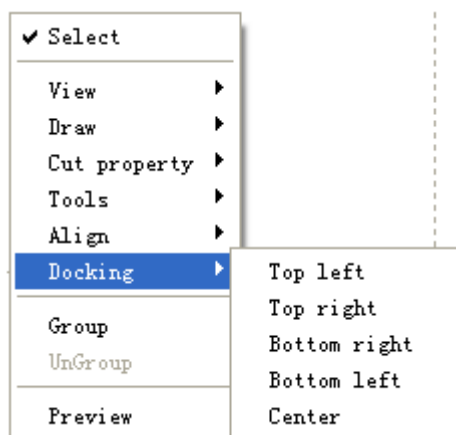 Select
View
Draw
Cut property
Tools
Align
Docking
Group
UnGroup
Preview
Top left
Top right
Bottom right
Bottom left
Center